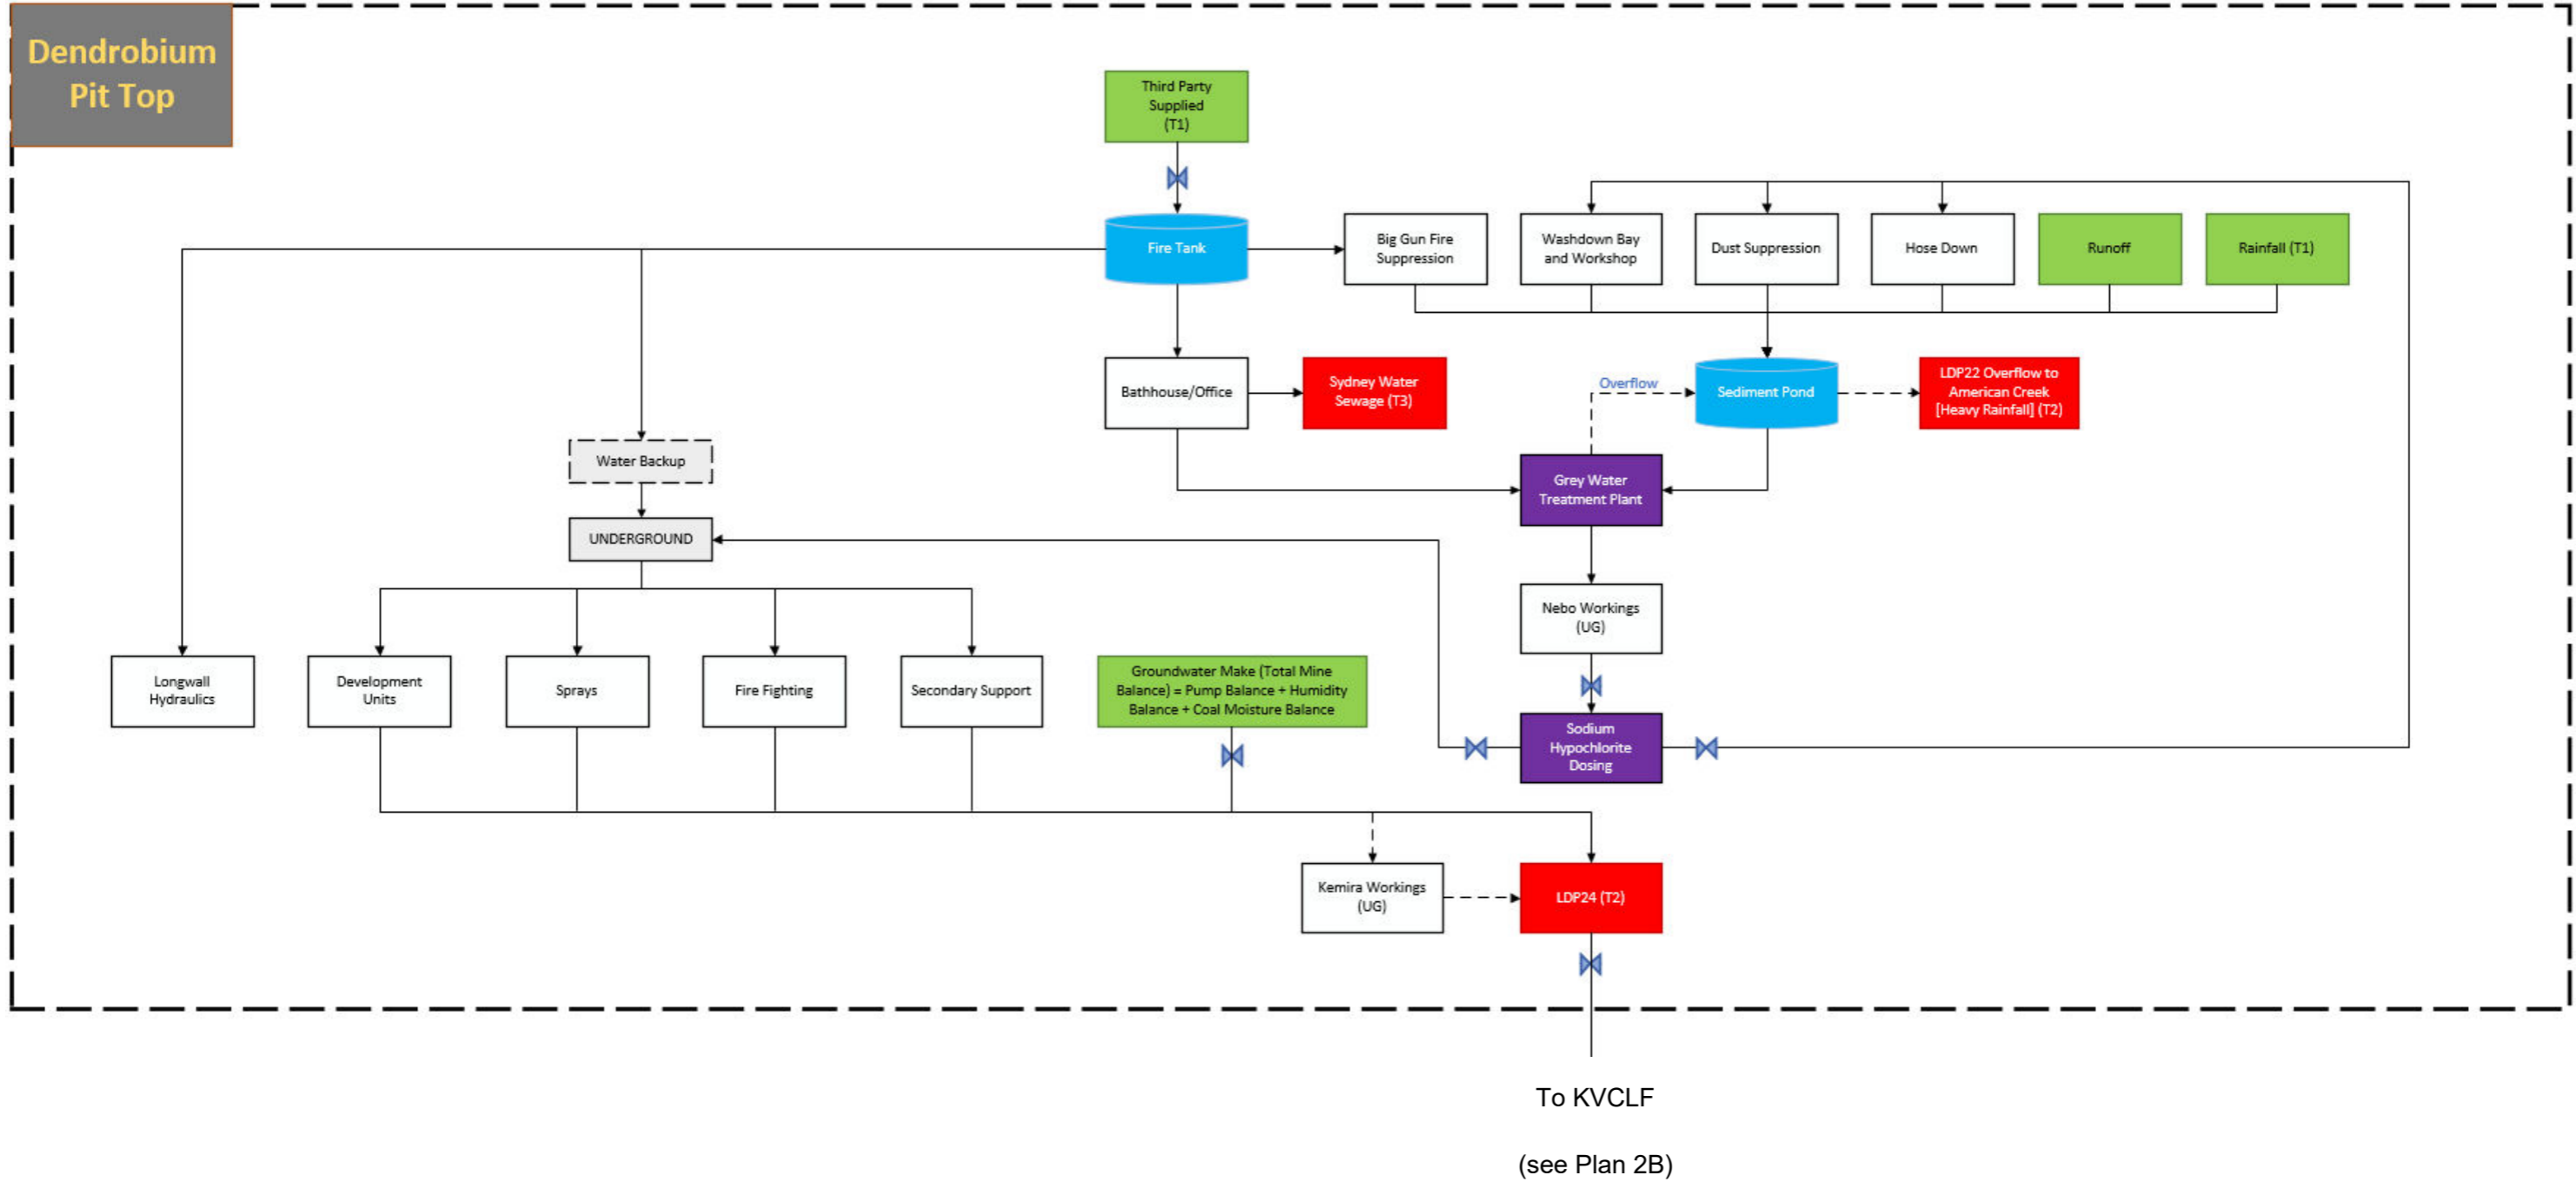 Dendrobium
Pit Top
Third Party
Supplied
(T1)
Fire Tank
Big Gun Fire
Suppression
Washdown Bay
and Workshop
Dust Suppression
Hose Down
Runoff
Rainfall (T1)
Bathhouse/Office
Sydney Water
Sewage (T3)
Overflow
Sediment Pond
LDP22 Overflow to
American Creek
[Heavy Rainfall] (T2)
Water Backup
Grey Water
Treatment Plant
UNDERGROUND
Nebo Workings
(UG)
Longwall
Hydraulics
Development
Units
Sprays
Fire Fighting
Secondary Support
Groundwater Make (Total Mine
Balance) = Pump Balance + Humidity
Balance + Coal Moisture Balance
Sodium
Hypochlorite
Dosing
Kemira Workings
(UG)
LDP24 (T2)
To KVCLF
(see Plan 2B)